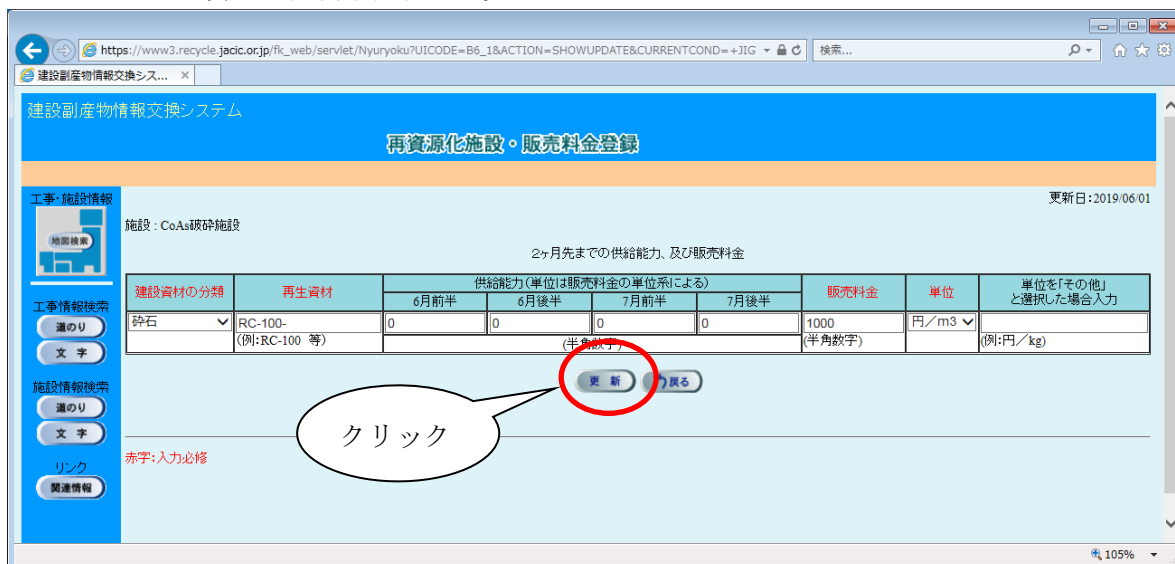 https://www3.recycle.jacic.or.jp/fk_web/servlet/Nyuryoku?UICODE=B6_1&ACTION=SHOWUPDATE&CURRENTCOND=+JIG
検索...
建設副産物情報交換シス... ×
建設副産物情報交換システム
再資源化施設・販売料金登録
工事・施設情報
地図検索
更新日:2019/06/01
施設 : CoAs破砕施設
2ヶ月先までの供給能力、及び販売料金
建設資材の分類 再生資材 供給能力(単位は販売料金の単位系による) 販売料金 単位 単位を「その他」
と選択した場合入力
6月前半 6月後半 7月前半 7月後半
砕石 RC-100- 0 0 0 0 1000 円/m3
(例:RC-100 等) (半角数字) (半角数字) (例:円/kg)
工事情報検索
道のり
文 字
更 新 戻る
施設情報検索
道のり
文 字
クリック
赤字:入力必修
リンク
関連情報
105%